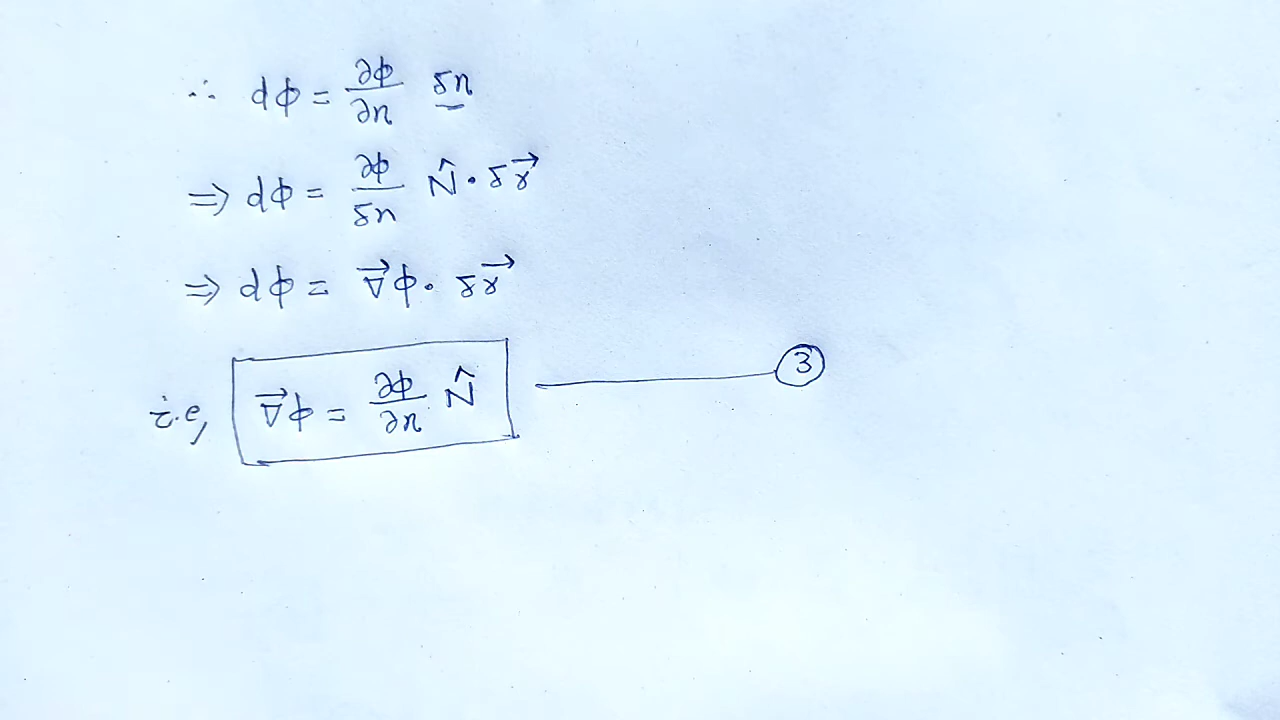 ∴ dϕ = ∂ϕ/∂n δn
⇒ dϕ = ∂ϕ/δn N̂ · δr⃗
⇒ dϕ = ∇⃗ϕ · δr⃗
i.e, ∇⃗ϕ = ∂ϕ/∂n N̂ ——— ③